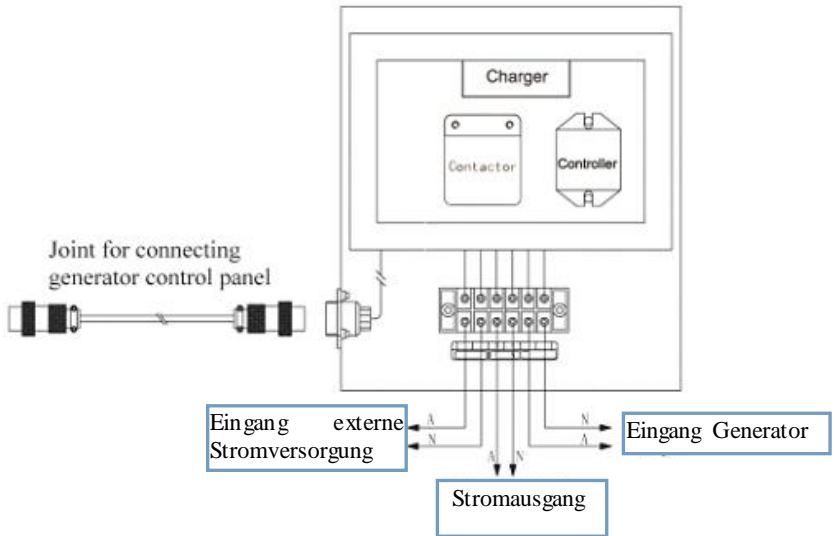 Charger
Contactor
Controller
Joint for connecting
generator control panel
A
N
Eingang externe
Stromversorgung
A
N
Stromausgang
N
A
Eingang Generator